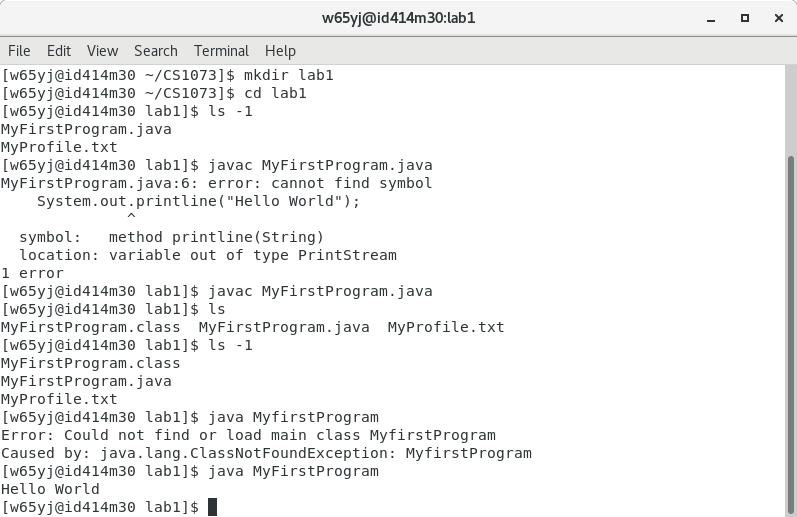 w65yj@id414m30:lab1
File Edit View Search Terminal Help
[w65yj@id414m30 ~/CS1073]$ mkdir lab1
[w65yj@id414m30 ~/CS1073]$ cd lab1
[w65yj@id414m30 lab1]$ ls -1
MyFirstProgram.java
MyProfile.txt
[w65yj@id414m30 lab1]$ javac MyFirstProgram.java
MyFirstProgram.java:6: error: cannot find symbol
    System.out.printline("Hello World");
              ^
  symbol:   method printline(String)
  location: variable out of type PrintStream
1 error
[w65yj@id414m30 lab1]$ javac MyFirstProgram.java
[w65yj@id414m30 lab1]$ ls
MyFirstProgram.class  MyFirstProgram.java  MyProfile.txt
[w65yj@id414m30 lab1]$ ls -1
MyFirstProgram.class
MyFirstProgram.java
MyProfile.txt
[w65yj@id414m30 lab1]$ java MyfirstProgram
Error: Could not find or load main class MyfirstProgram
Caused by: java.lang.ClassNotFoundException: MyfirstProgram
[w65yj@id414m30 lab1]$ java MyFirstProgram
Hello World
[w65yj@id414m30 lab1]$